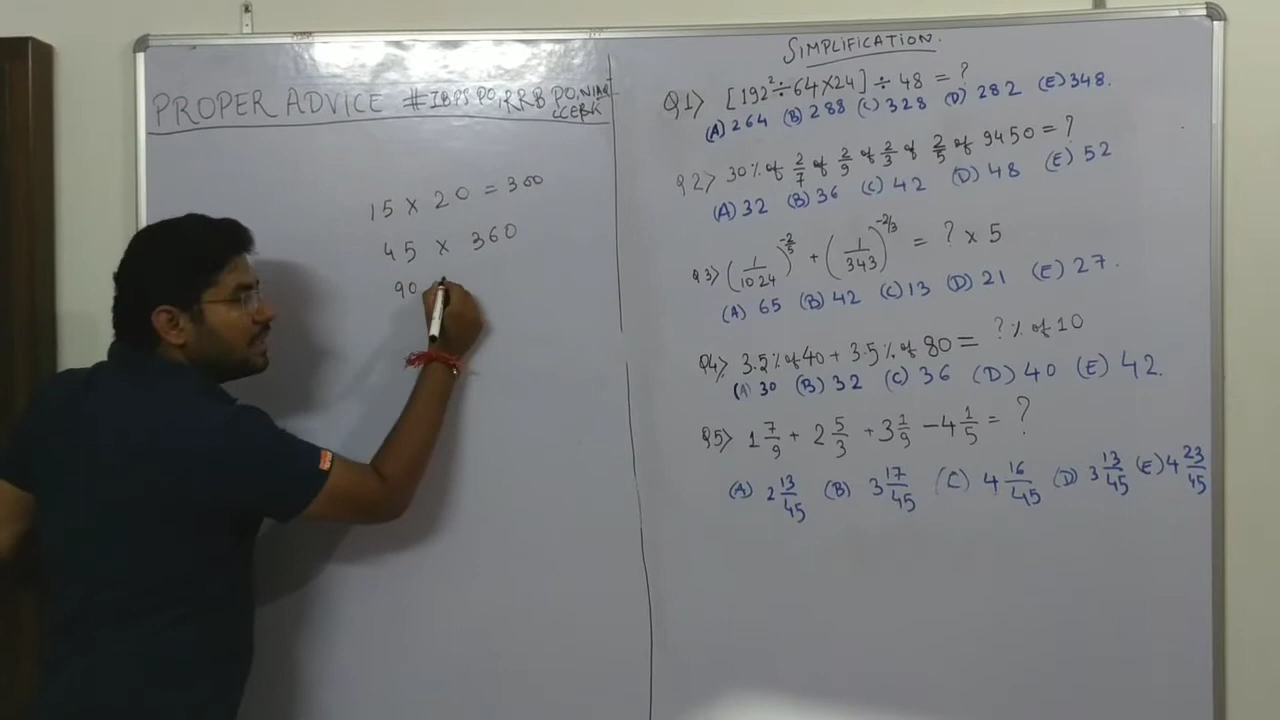 PROPER ADVICE #IBPS PO, RRB PO, NIACL
CLERK
15 × 20 = 300
45 × 360
90
SIMPLIFICATION.
Q1> [192² ÷ 64 × 24] ÷ 48 = ?
(A) 264 (B) 288 (C) 328 (D) 282 (E) 348.
Q2> 30% of 2/7 of 2/9 of 2/3 of 2/5 of 9450 = ?
(A) 32 (B) 36 (C) 42 (D) 48 (E) 52
Q3> (1/1024)^-2/5 + (1/343)^-2/3 = ? × 5
(A) 65 (B) 42 (C) 13 (D) 21 (E) 27.
Q4> 3.5% of 40 + 3.5% of 80 = ?% of 10
(A) 30 (B) 32 (C) 36 (D) 40 (E) 42.
Q5> 1 7/9 + 2 5/3 + 3 1/9 - 4 1/5 = ?
(A) 2 13/45 (B) 3 17/45 (C) 4 16/45 (D) 3 13/45 (E) 4 23/45